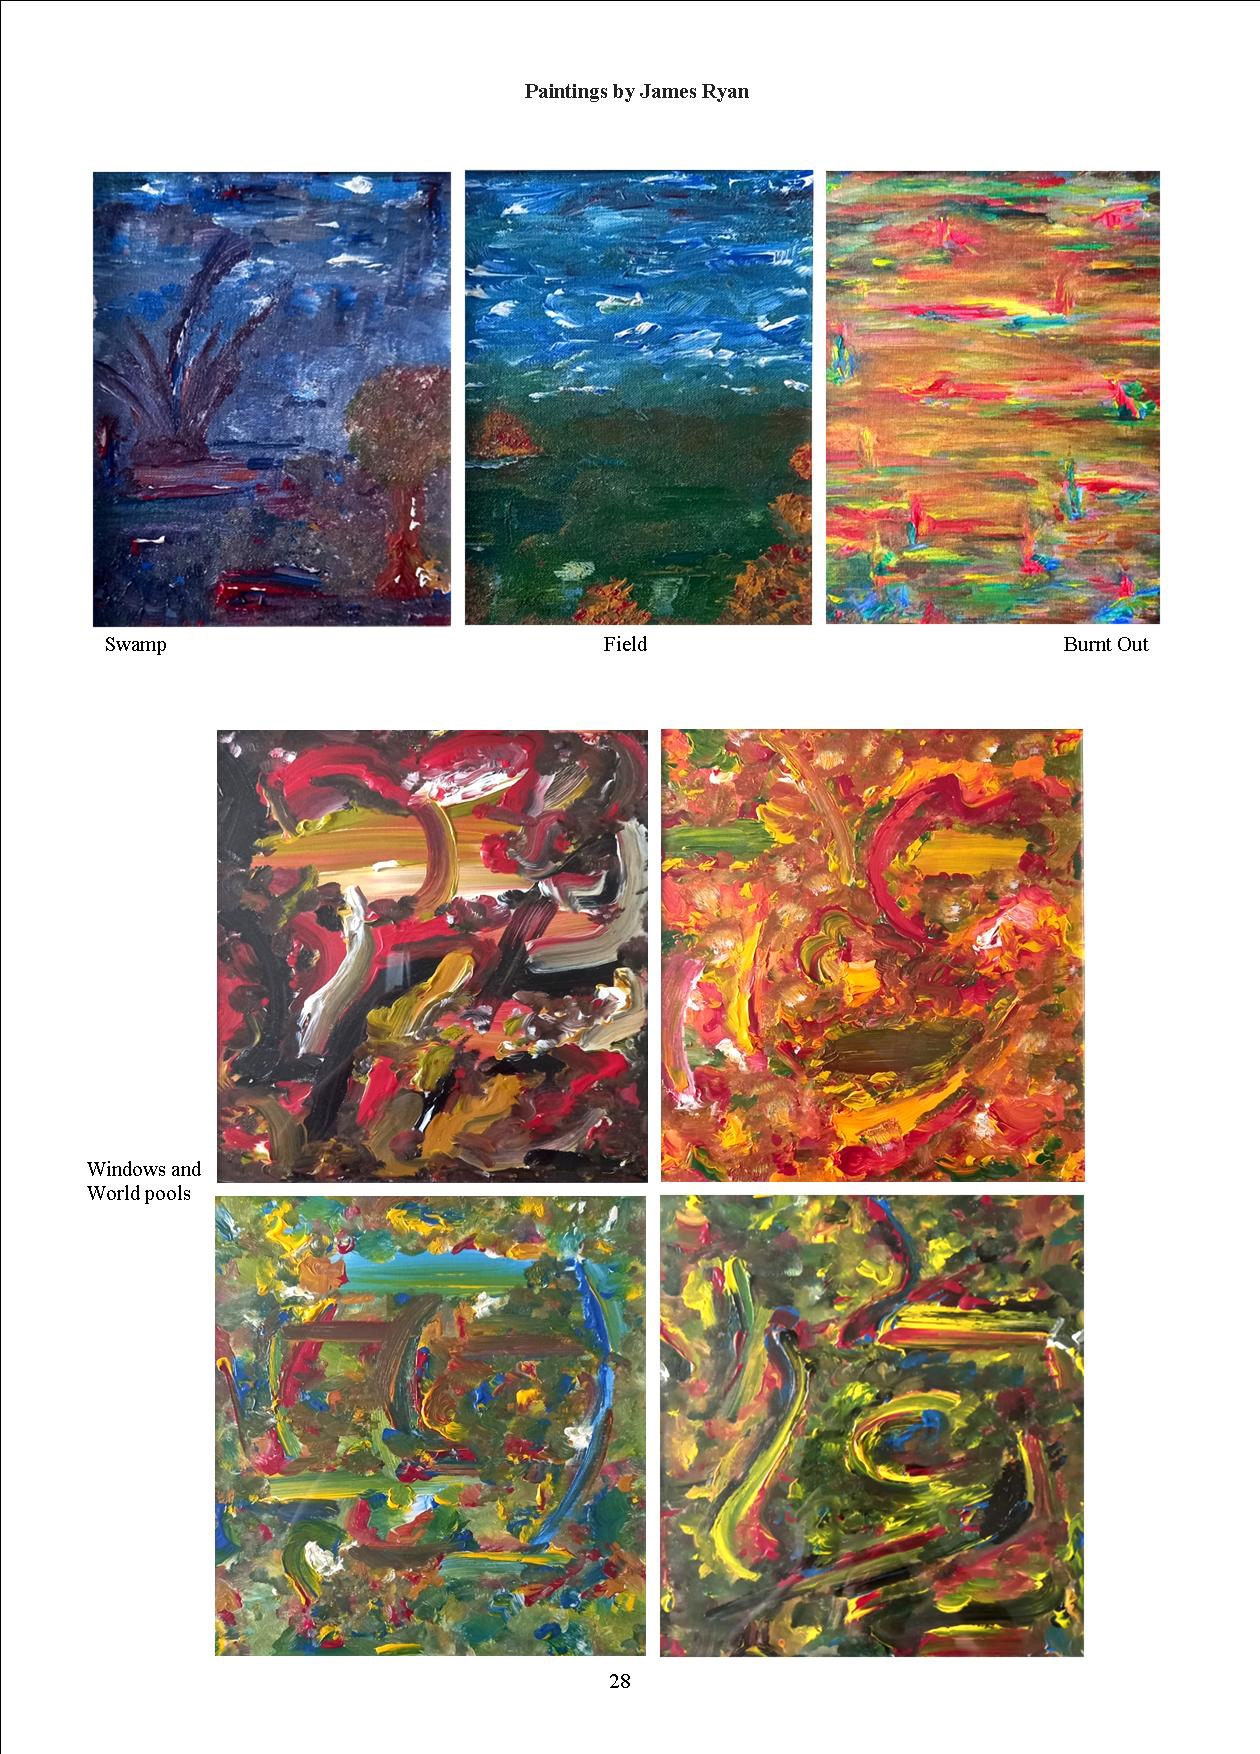 Paintings by James Ryan
Swamp
Field
Burnt Out
Windows and
World pools
28